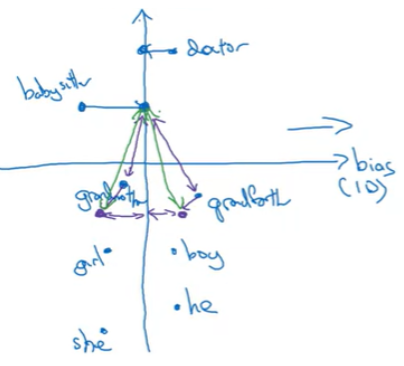 doctor
babysitter
bias
(1D)
grandmother
grandfather
girl
boy
he
she